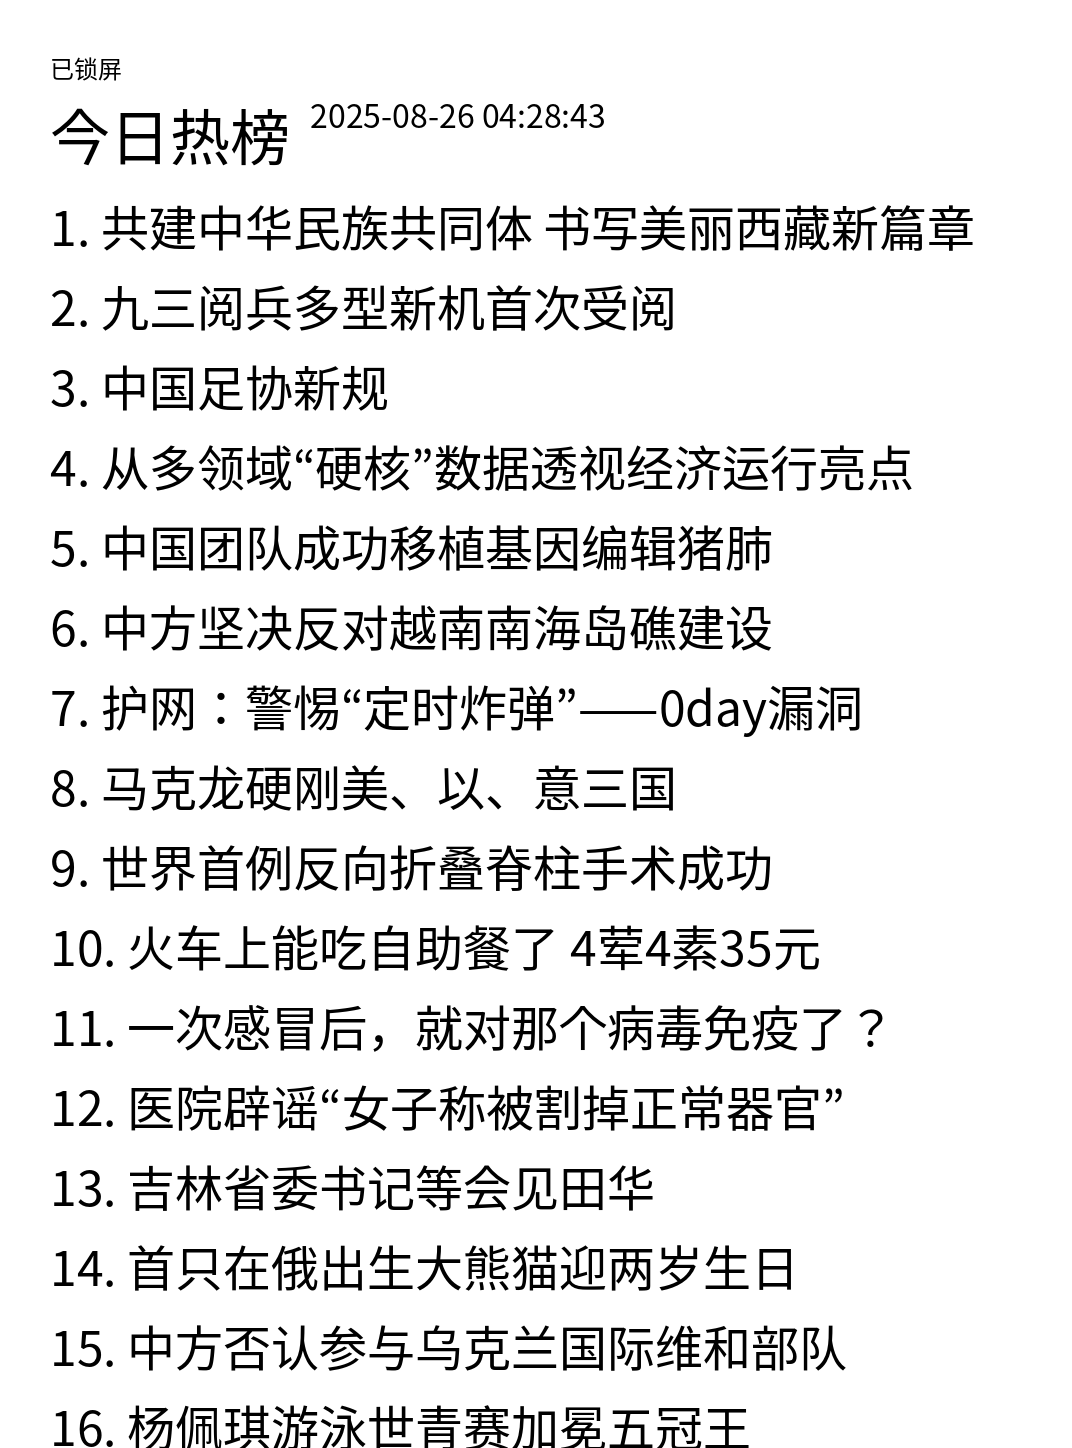 已锁屏
今日热榜 2025-08-26 04:28:43
1. 共建中华民族共同体 书写美丽西藏新篇章
2. 九三阅兵多型新机首次受阅
3. 中国足协新规
4. 从多领域“硬核”数据透视经济运行亮点
5. 中国团队成功移植基因编辑猪肺
6. 中方坚决反对越南南海岛礁建设
7. 护网：警惕“定时炸弹”——0day漏洞
8. 马克龙硬刚美、以、意三国
9. 世界首例反向折叠脊柱手术成功
10. 火车上能吃自助餐了 4荤4素35元
11. 一次感冒后，就对那个病毒免疫了？
12. 医院辟谣“女子称被割掉正常器官”
13. 吉林省委书记等会见田华
14. 首只在俄出生大熊猫迎两岁生日
15. 中方否认参与乌克兰国际维和部队
16. 杨佩琪游泳世青赛加冕五冠王